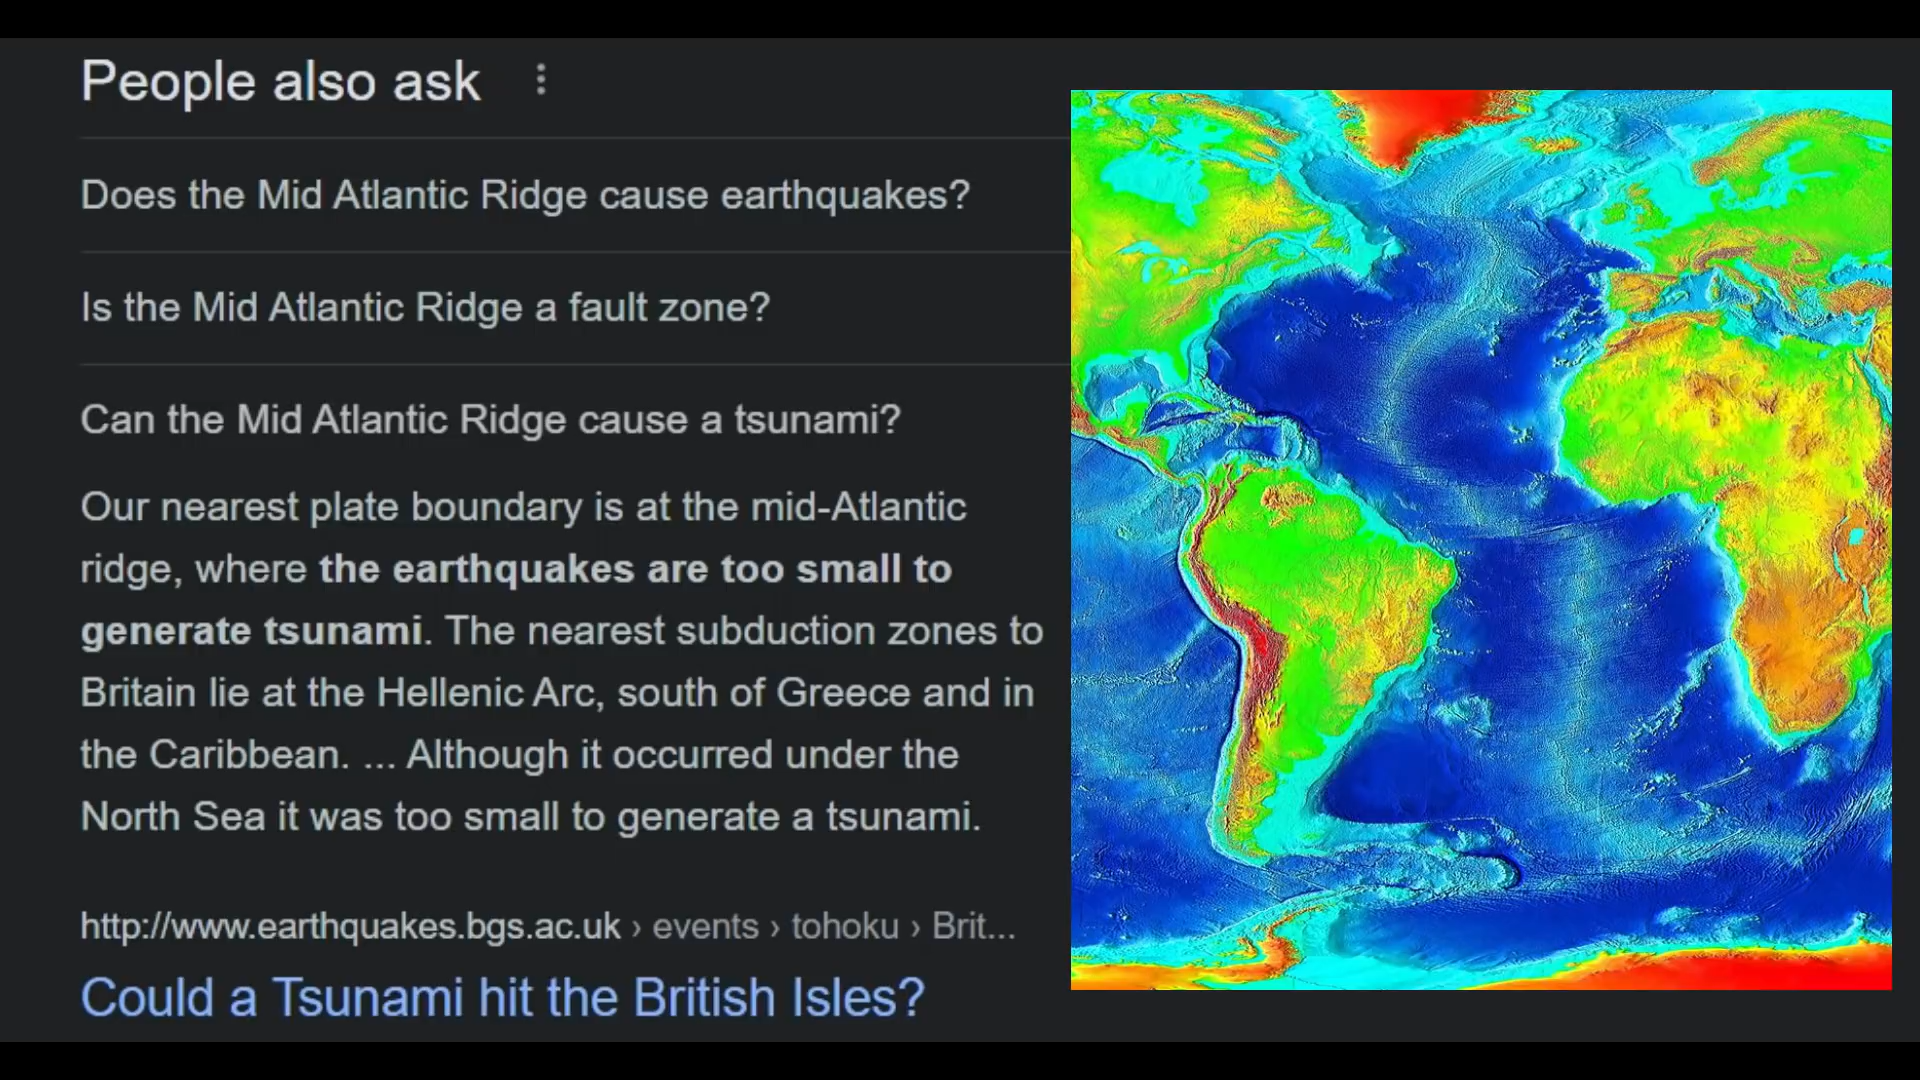 People also ask
Does the Mid Atlantic Ridge cause earthquakes?
Is the Mid Atlantic Ridge a fault zone?
Can the Mid Atlantic Ridge cause a tsunami?
Our nearest plate boundary is at the mid-Atlantic
ridge, where the earthquakes are too small to
generate tsunami. The nearest subduction zones to
Britain lie at the Hellenic Arc, south of Greece and in
the Caribbean. ... Although it occurred under the
North Sea it was too small to generate a tsunami.
http://www.earthquakes.bgs.ac.uk › events › tohoku › Brit...
Could a Tsunami hit the British Isles?